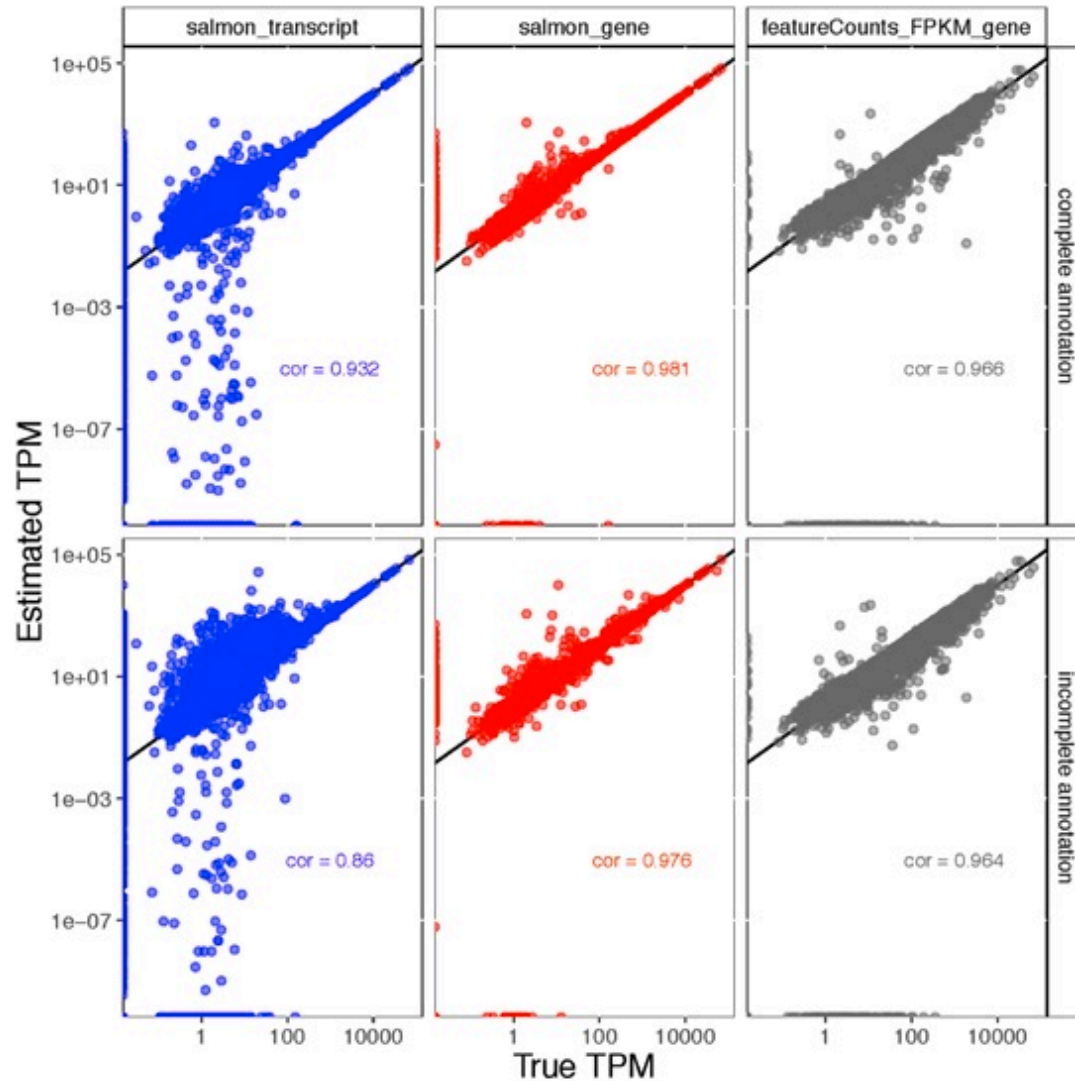 salmon_transcript salmon_gene featureCounts_FPKM_gene
1e+05
1e+01
1e-03
1e-07
cor = 0.932 cor = 0.981 cor = 0.966
complete annotation
Estimated TPM
1e+05
1e+01
1e-03
1e-07
cor = 0.86 cor = 0.976 cor = 0.964
incomplete annotation
1 100 10000 1 100 10000 1 100 10000
True TPM